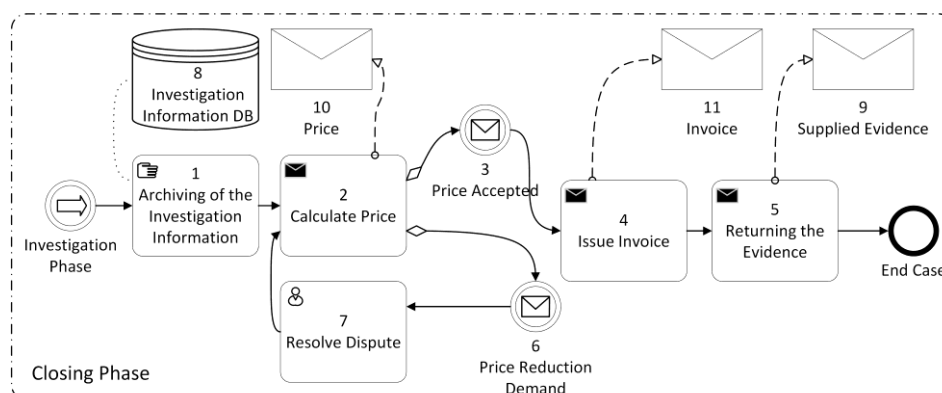 8
Investigation
Information DB
10
Price
11
Invoice
9
Supplied Evidence
1
Archiving of the
Investigation
Information
2
Calculate Price
3
Price Accepted
4
Issue Invoice
5
Returning the
Evidence
Investigation
Phase
End Case
7
Resolve Dispute
6
Price Reduction
Demand
Closing Phase